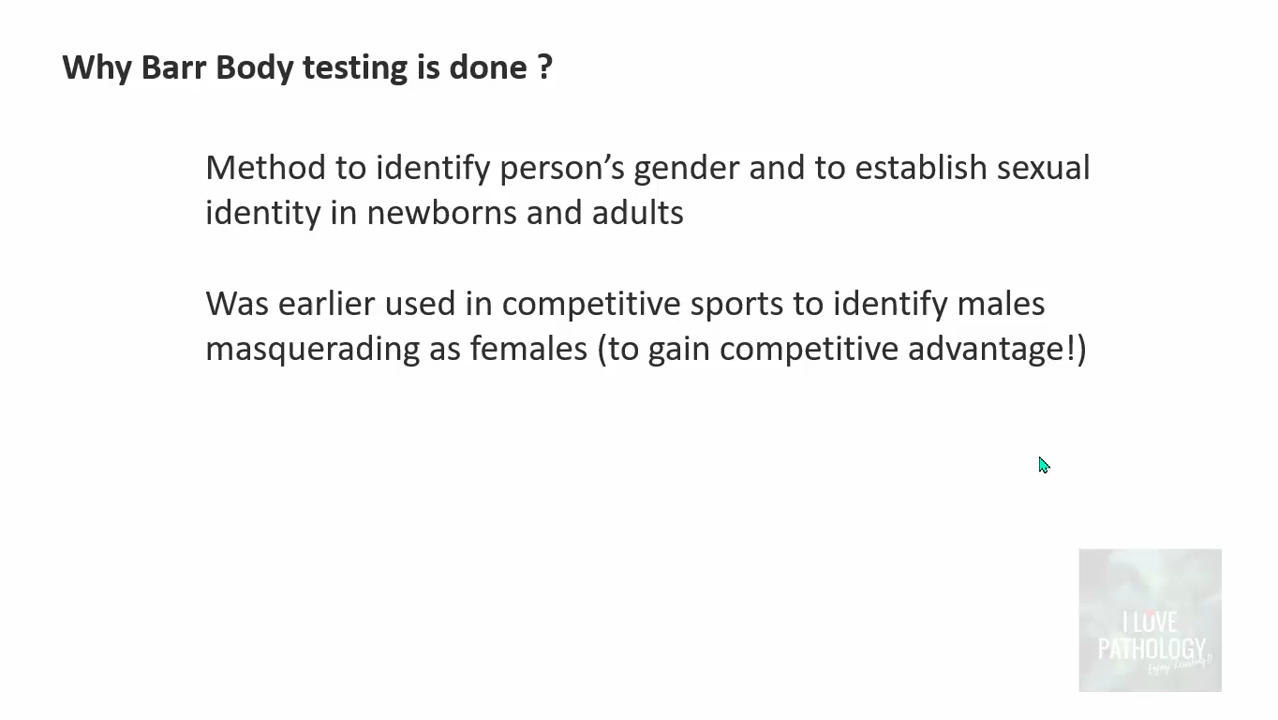 Why Barr Body testing is done ?
Method to identify person’s gender and to establish sexual
identity in newborns and adults
Was earlier used in competitive sports to identify males
masquerading as females (to gain competitive advantage!)
I LOVE
PATHOLOGY
Enjoy Learning!!